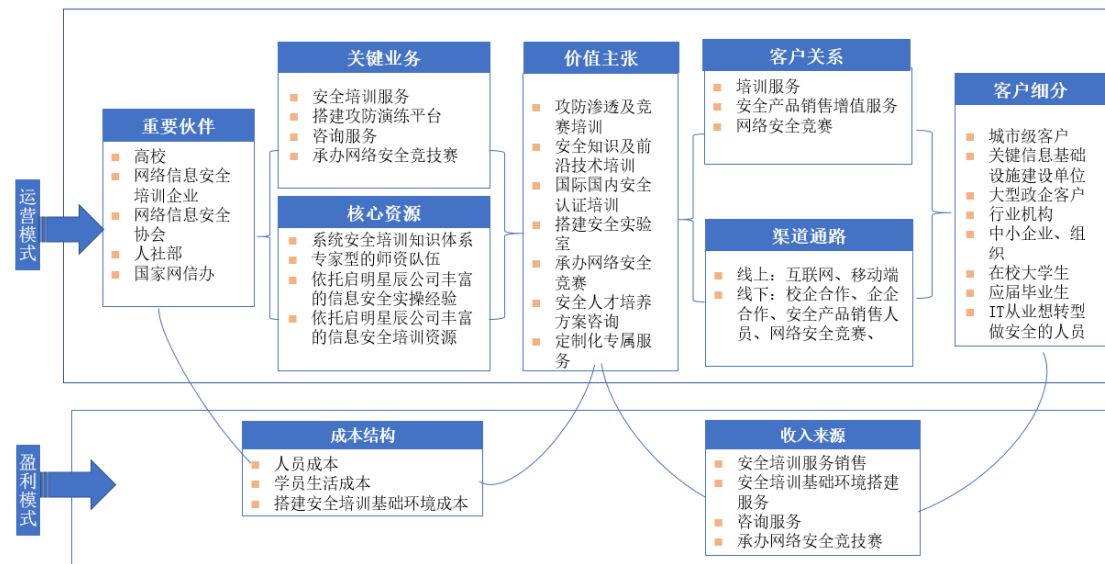 运营模式
重要伙伴
高校
网络信息安全
培训企业
网络信息安全
协会
人社部
国家网信办
关键业务
安全培训服务
搭建攻防演练平台
咨询服务
承办网络安全竞技赛
核心资源
系统安全培训知识体系
专家型的师资队伍
依托启明星辰公司丰富
的信息安全实操经验
依托启明星辰公司丰富
的信息安全培训资源
价值主张
攻防渗透及竞
赛培训
安全知识及前
沿技术培训
国际国内安全
认证培训
搭建安全实验
室
承办网络安全
竞赛
安全人才培养
方案咨询
定制化专属服
务
客户关系
培训服务
安全产品销售增值服务
网络安全竞赛
渠道通路
线上：互联网、移动端
线下：校企合作、企企
合作、安全产品销售人
员、网络安全竞赛、
客户细分
城市级客户
关键信息基础
设施建设单位
大型政企客户
行业机构
中小企业、组
织
在校大学生
应届毕业生
IT从业想转型
做安全的人员
盈利模式
成本结构
人员成本
学员生活成本
搭建安全培训基础环境成本
收入来源
安全培训服务销售
安全培训基础环境搭建
服务
咨询服务
承办网络安全竞技赛